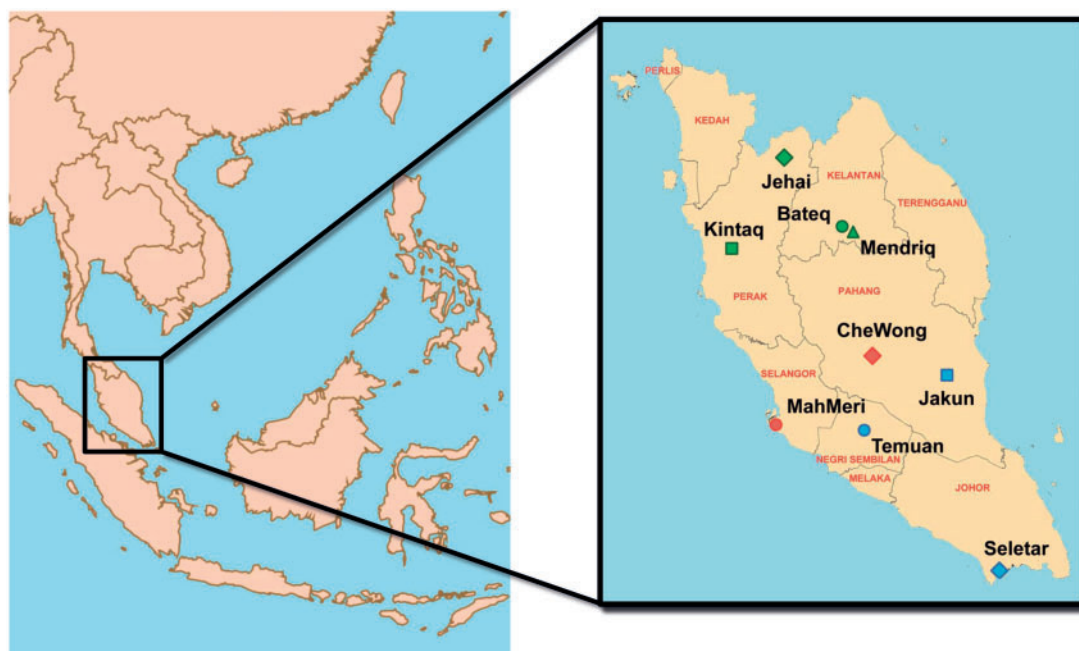 PERLIS
KEDAH
Jehai
KELANTAN
TERENGGANU
Bateq
Kintaq
Mendriq
PERAK
PAHANG
CheWong
SELANGOR
Jakun
MahMeri
Temuan
NEGRI SEMBILAN
MELAKA
JOHOR
Seletar